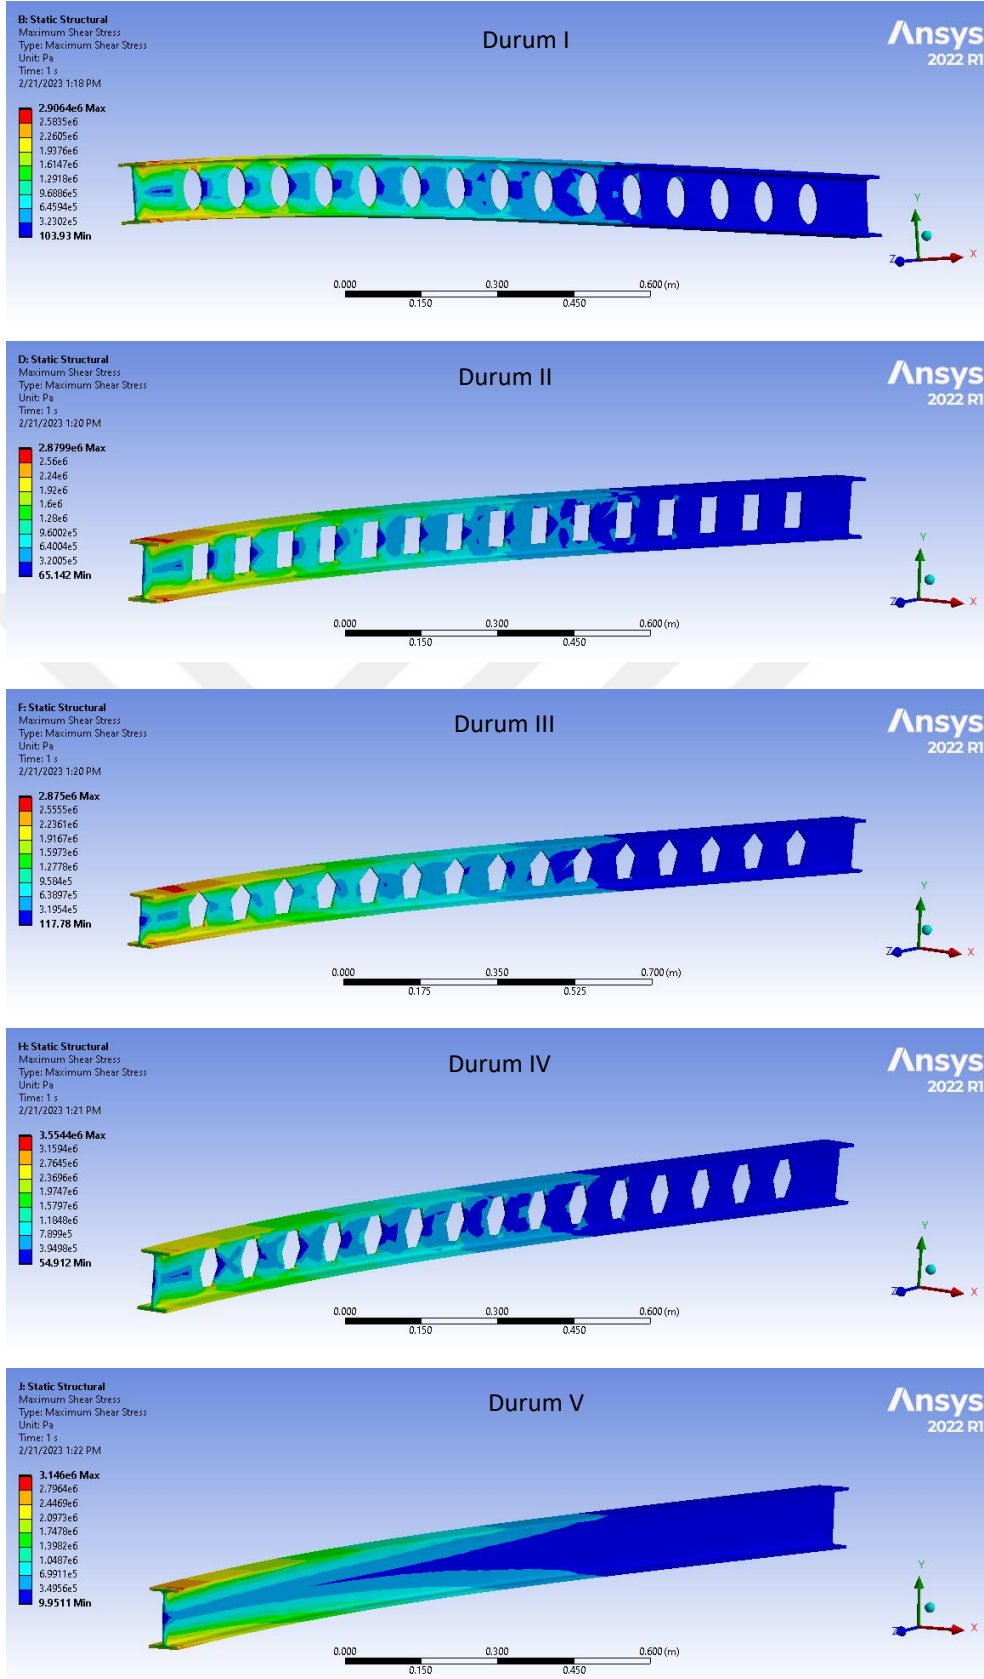 B: Static Structural
Maximum Shear Stress
Type: Maximum Shear Stress
Unit: Pa
Time: 1 s
2/21/2023 1:18 PM
Durum I
Ansys
2022 R1
2.9064e6 Max
2.5835e6
2.2605e6
1.9376e6
1.6147e6
1.2918e6
9.6886e5
6.4594e5
3.2302e5
103.93 Min
Y
Z
X
0.000
0.300
0.600 (m)
0.150
0.450
D: Static Structural
Maximum Shear Stress
Type: Maximum Shear Stress
Unit: Pa
Time: 1 s
2/21/2023 1:20 PM
Durum II
Ansys
2022 R1
2.8799e6 Max
2.56e6
2.24e6
1.92e6
1.6e6
1.28e6
9.6002e5
6.4004e5
3.2005e5
65.142 Min
Y
Z
X
0.000
0.300
0.600 (m)
0.150
0.450
F: Static Structural
Maximum Shear Stress
Type: Maximum Shear Stress
Unit: Pa
Time: 1 s
2/21/2023 1:20 PM
Durum III
Ansys
2022 R1
2.875e6 Max
2.5555e6
2.2361e6
1.9167e6
1.5973e6
1.2778e6
9.584e5
6.3897e5
3.1954e5
117.78 Min
Y
Z
X
0.000
0.350
0.700 (m)
0.175
0.525
H: Static Structural
Maximum Shear Stress
Type: Maximum Shear Stress
Unit: Pa
Time: 1 s
2/21/2023 1:21 PM
Durum IV
Ansys
2022 R1
3.5544e6 Max
3.1594e6
2.7645e6
2.3696e6
1.9747e6
1.5797e6
1.1848e6
7.899e5
3.9498e5
54.912 Min
Y
Z
X
0.000
0.300
0.600 (m)
0.150
0.450
J: Static Structural
Maximum Shear Stress
Type: Maximum Shear Stress
Unit: Pa
Time: 1 s
2/21/2023 1:22 PM
Durum V
Ansys
2022 R1
3.146e6 Max
2.7964e6
2.4469e6
2.0973e6
1.7478e6
1.3982e6
1.0487e6
6.9911e5
3.4956e5
9.9511 Min
Y
Z
X
0.000
0.300
0.600 (m)
0.150
0.450